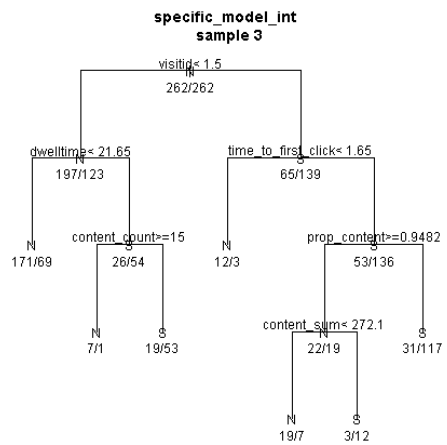 specific_model_int
sample 3
visitid< 1.5
N
262/262
dwelltime< 21.65
time_to_first_click< 1.65
N
S
197/123
65/139
content_count>=15
prop_content>=0.9482
N
S
N
S
171/69
26/54
12/3
53/136
content_sum< 272.1
N
S
N
S
7/1
19/53
22/19
31/117
N
S
19/7
3/12